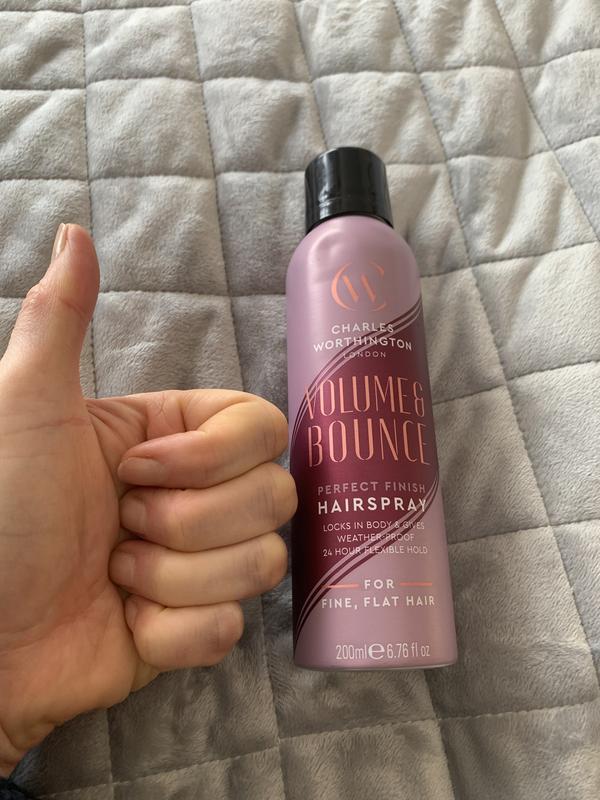 CHARLES
WORTHINGTON
LONDON
VOLUME&
BOUNCE
PERFECT FINISH
HAIRSPRAY
LOCKS IN BODY & GIVES
WEATHER-PROOF
24 HOUR FLEXIBLE HOLD
FOR
FINE, FLAT HAIR
200ml℮6.76 fl oz